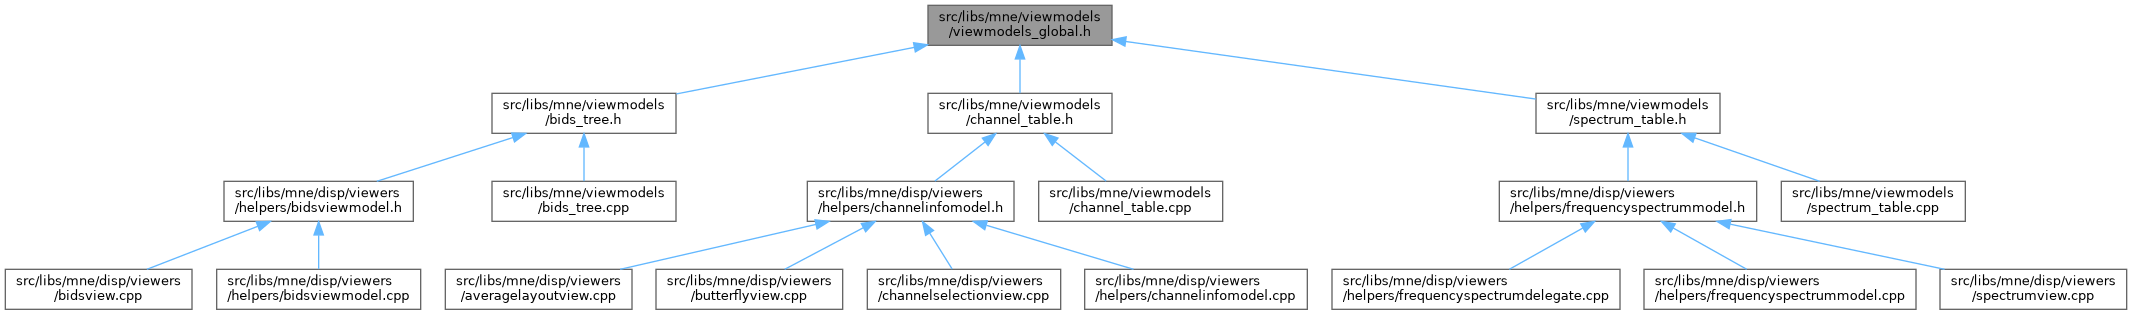 src/libs/mne/viewmodels
/viewmodels_global.h
src/libs/mne/viewmodels
/bids_tree.h
src/libs/mne/viewmodels
/channel_table.h
src/libs/mne/viewmodels
/spectrum_table.h
src/libs/mne/disp/viewers
/helpers/bidsviewmodel.h
src/libs/mne/viewmodels
/bids_tree.cpp
src/libs/mne/disp/viewers
/helpers/channelinfomodel.h
src/libs/mne/viewmodels
/channel_table.cpp
src/libs/mne/disp/viewers
/helpers/frequencyspectrummodel.h
src/libs/mne/viewmodels
/spectrum_table.cpp
src/libs/mne/disp/viewers
/bidsview.cpp
src/libs/mne/disp/viewers
/helpers/bidsviewmodel.cpp
src/libs/mne/disp/viewers
/averagelayoutview.cpp
src/libs/mne/disp/viewers
/butterflyview.cpp
src/libs/mne/disp/viewers
/channelselectionview.cpp
src/libs/mne/disp/viewers
/helpers/channelinfomodel.cpp
src/libs/mne/disp/viewers
/helpers/frequencyspectrumdelegate.cpp
src/libs/mne/disp/viewers
/helpers/frequencyspectrummodel.cpp
src/libs/mne/disp/viewers
/spectrumview.cpp